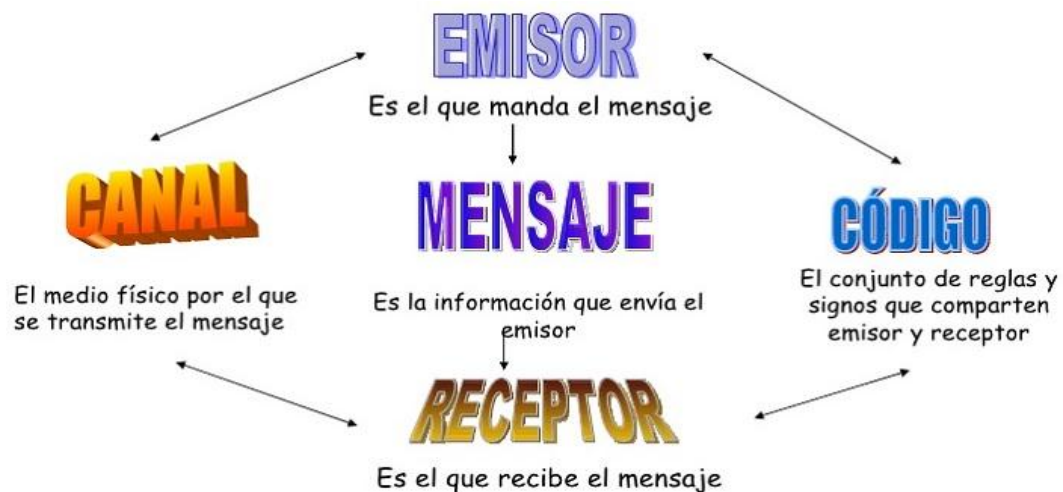 EMISOR
Es el que manda el mensaje
CANAL
El medio físico por el que
se transmite el mensaje
MENSAJE
Es la información que envía el
emisor
CÓDIGO
El conjunto de reglas y
signos que comparten
emisor y receptor
RECEPTOR
Es el que recibe el mensaje